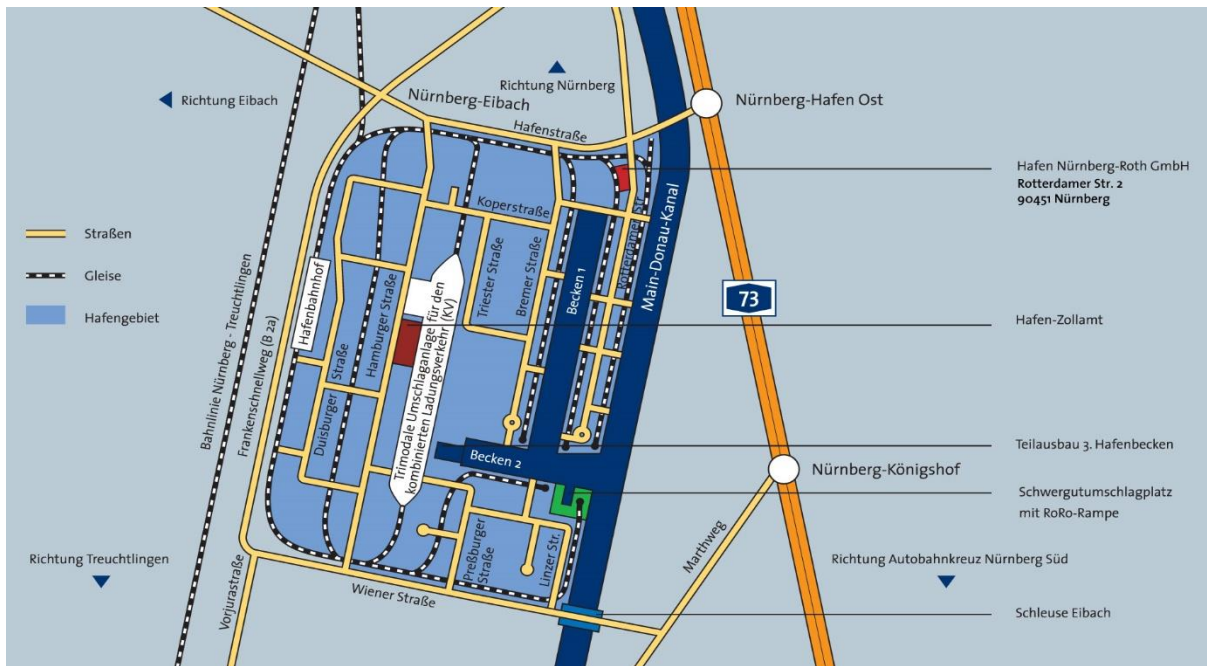 Richtung Nürnberg
Richtung Eibach
Nürnberg-Eibach
Nürnberg-Hafen Ost
Hafenstraße
Hafen Nürnberg-Roth GmbH
Rotterdamer Str. 2
90451 Nürnberg
Straßen
Gleise
Hafengebiet
Koperstraße
Triester Straße
Bremer Straße
Becken 1
Rotterdamer Str.
Main-Donau-Kanal
73
Hafenbahnhof
Hamburger Straße
Hafen-Zollamt
Bahnlinie Nürnberg - Treuchtlingen
Frankenschnellweg (B 2a)
Duisburger
Straße
Trimodale Umschlaganlage für den
kombinierten Ladungsverkehr (KV)
Becken 2
Teilausbau 3. Hafenbecken
Nürnberg-Königshof
Schwergutumschlagplatz
mit RoRo-Rampe
Richtung Treuchtlingen
Vorjurastraße
Wiener Straße
Preßburger
Straße
Linzer Str.
Marthweg
Richtung Autobahnkreuz Nürnberg Süd
Schleuse Eibach